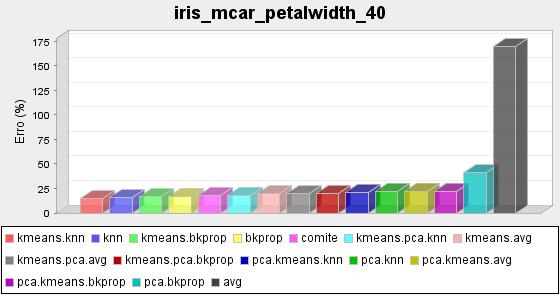 iris_mcar_petalwidth_40
175
150
125
100
75
50
25
0
Erro (%)
kmeans.knn knn kmeans.bkprop bkprop comite kmeans.pca.knn kmeans.avg
kmeans.pca.avg kmeans.pca.bkprop pca.kmeans.knn pca.knn pca.kmeans.avg
pca.kmeans.bkprop pca.bkprop avg